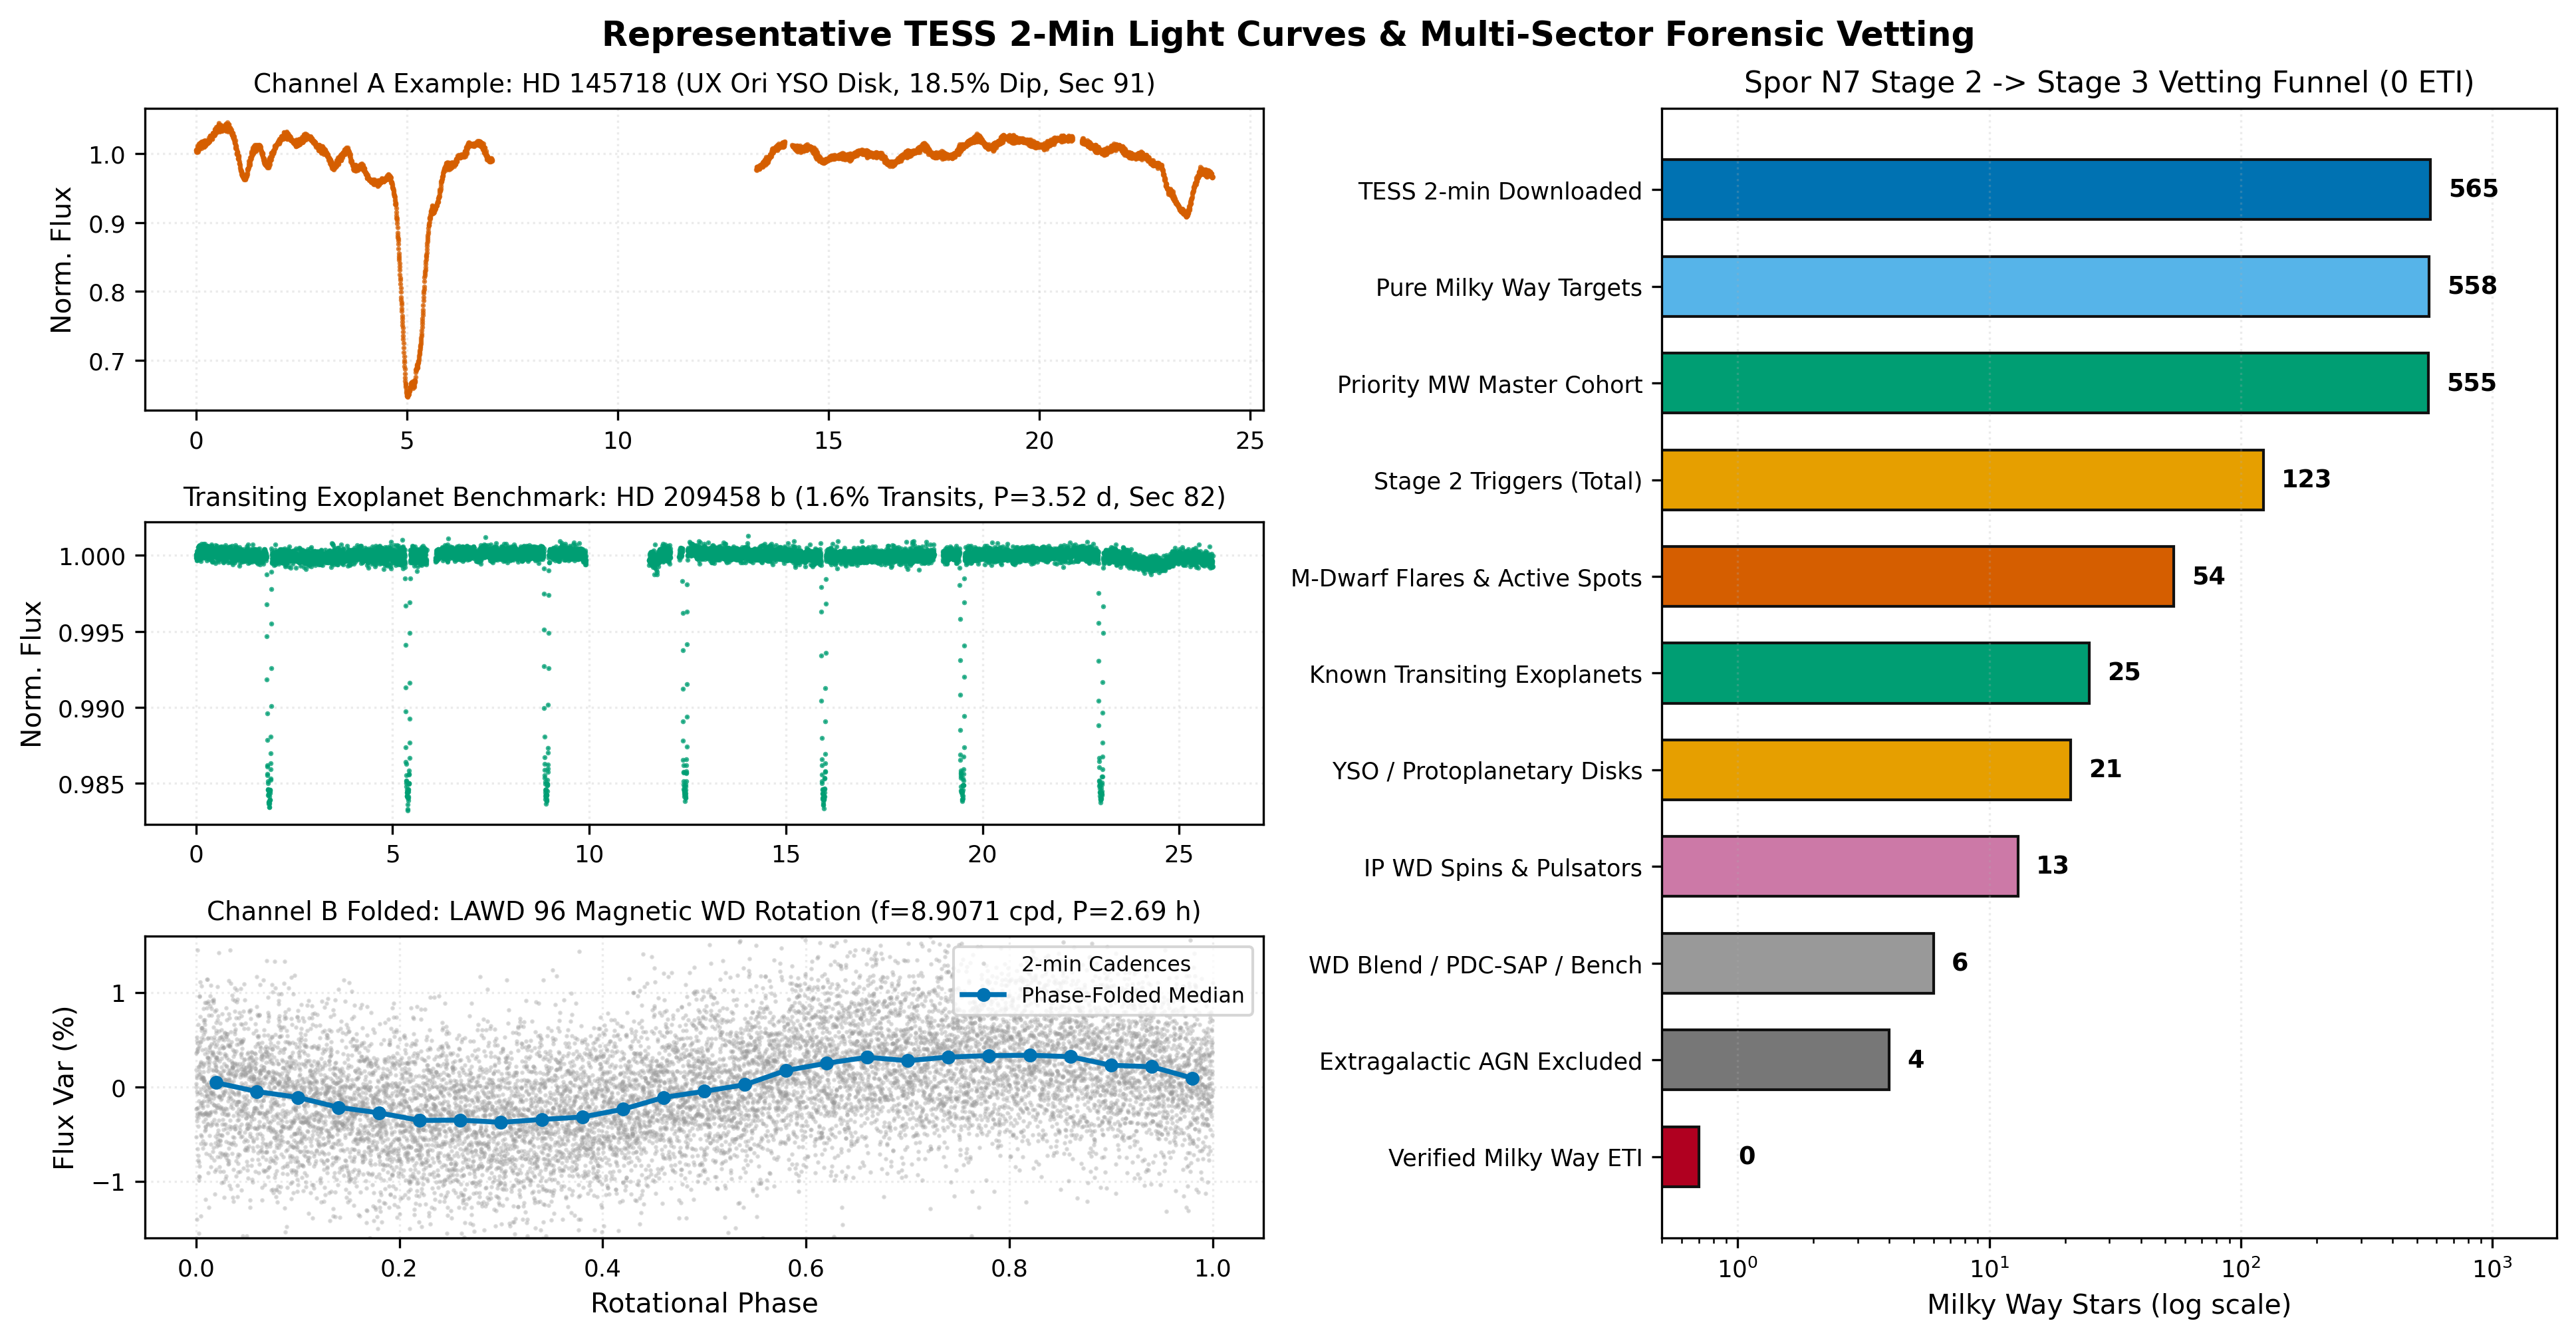 Representative TESS 2-Min Light Curves & Multi-Sector Forensic Vetting
Channel A Example: HD 145718 (UX Ori YSO Disk, 18.5% Dip, Sec 91)
Norm. Flux
1.0
0.9
0.8
0.7
0 5 10 15 20 25
Transiting Exoplanet Benchmark: HD 209458 b (1.6% Transits, P=3.52 d, Sec 82)
Norm. Flux
1.000
0.995
0.990
0.985
0 5 10 15 20 25
Channel B Folded: LAWD 96 Magnetic WD Rotation (f=8.9071 cpd, P=2.69 h)
Flux Var (%)
1
0
−1
2-min Cadences
Phase-Folded Median
0.0 0.2 0.4 0.6 0.8 1.0
Rotational Phase
Spor N7 Stage 2 -> Stage 3 Vetting Funnel (0 ETI)
TESS 2-min Downloaded 565
Pure Milky Way Targets 558
Priority MW Master Cohort 555
Stage 2 Triggers (Total) 123
M-Dwarf Flares & Active Spots 54
Known Transiting Exoplanets 25
YSO / Protoplanetary Disks 21
IP WD Spins & Pulsators 13
WD Blend / PDC-SAP / Bench 6
Extragalactic AGN Excluded 4
Verified Milky Way ETI 0
10⁰ 10¹ 10² 10³
Milky Way Stars (log scale)